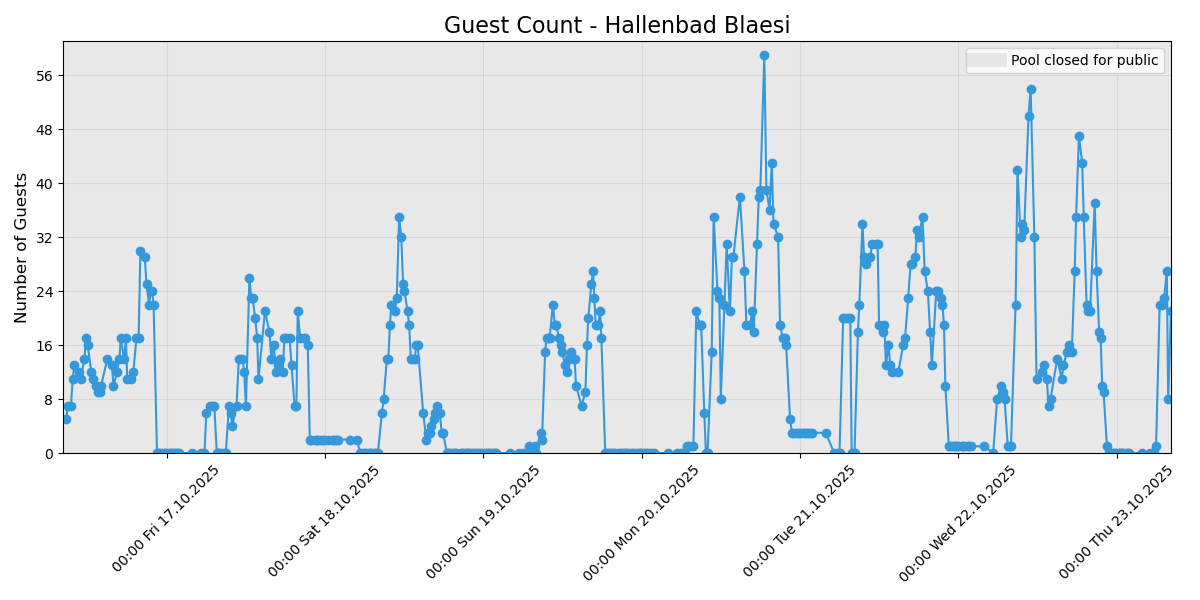 Guest Count - Hallenbad Blaesi
Pool closed for public
Number of Guests
56
48
40
32
24
16
8
0
00:00 Fri 17.10.2025
00:00 Sat 18.10.2025
00:00 Sun 19.10.2025
00:00 Mon 20.10.2025
00:00 Tue 21.10.2025
00:00 Wed 22.10.2025
00:00 Thu 23.10.2025